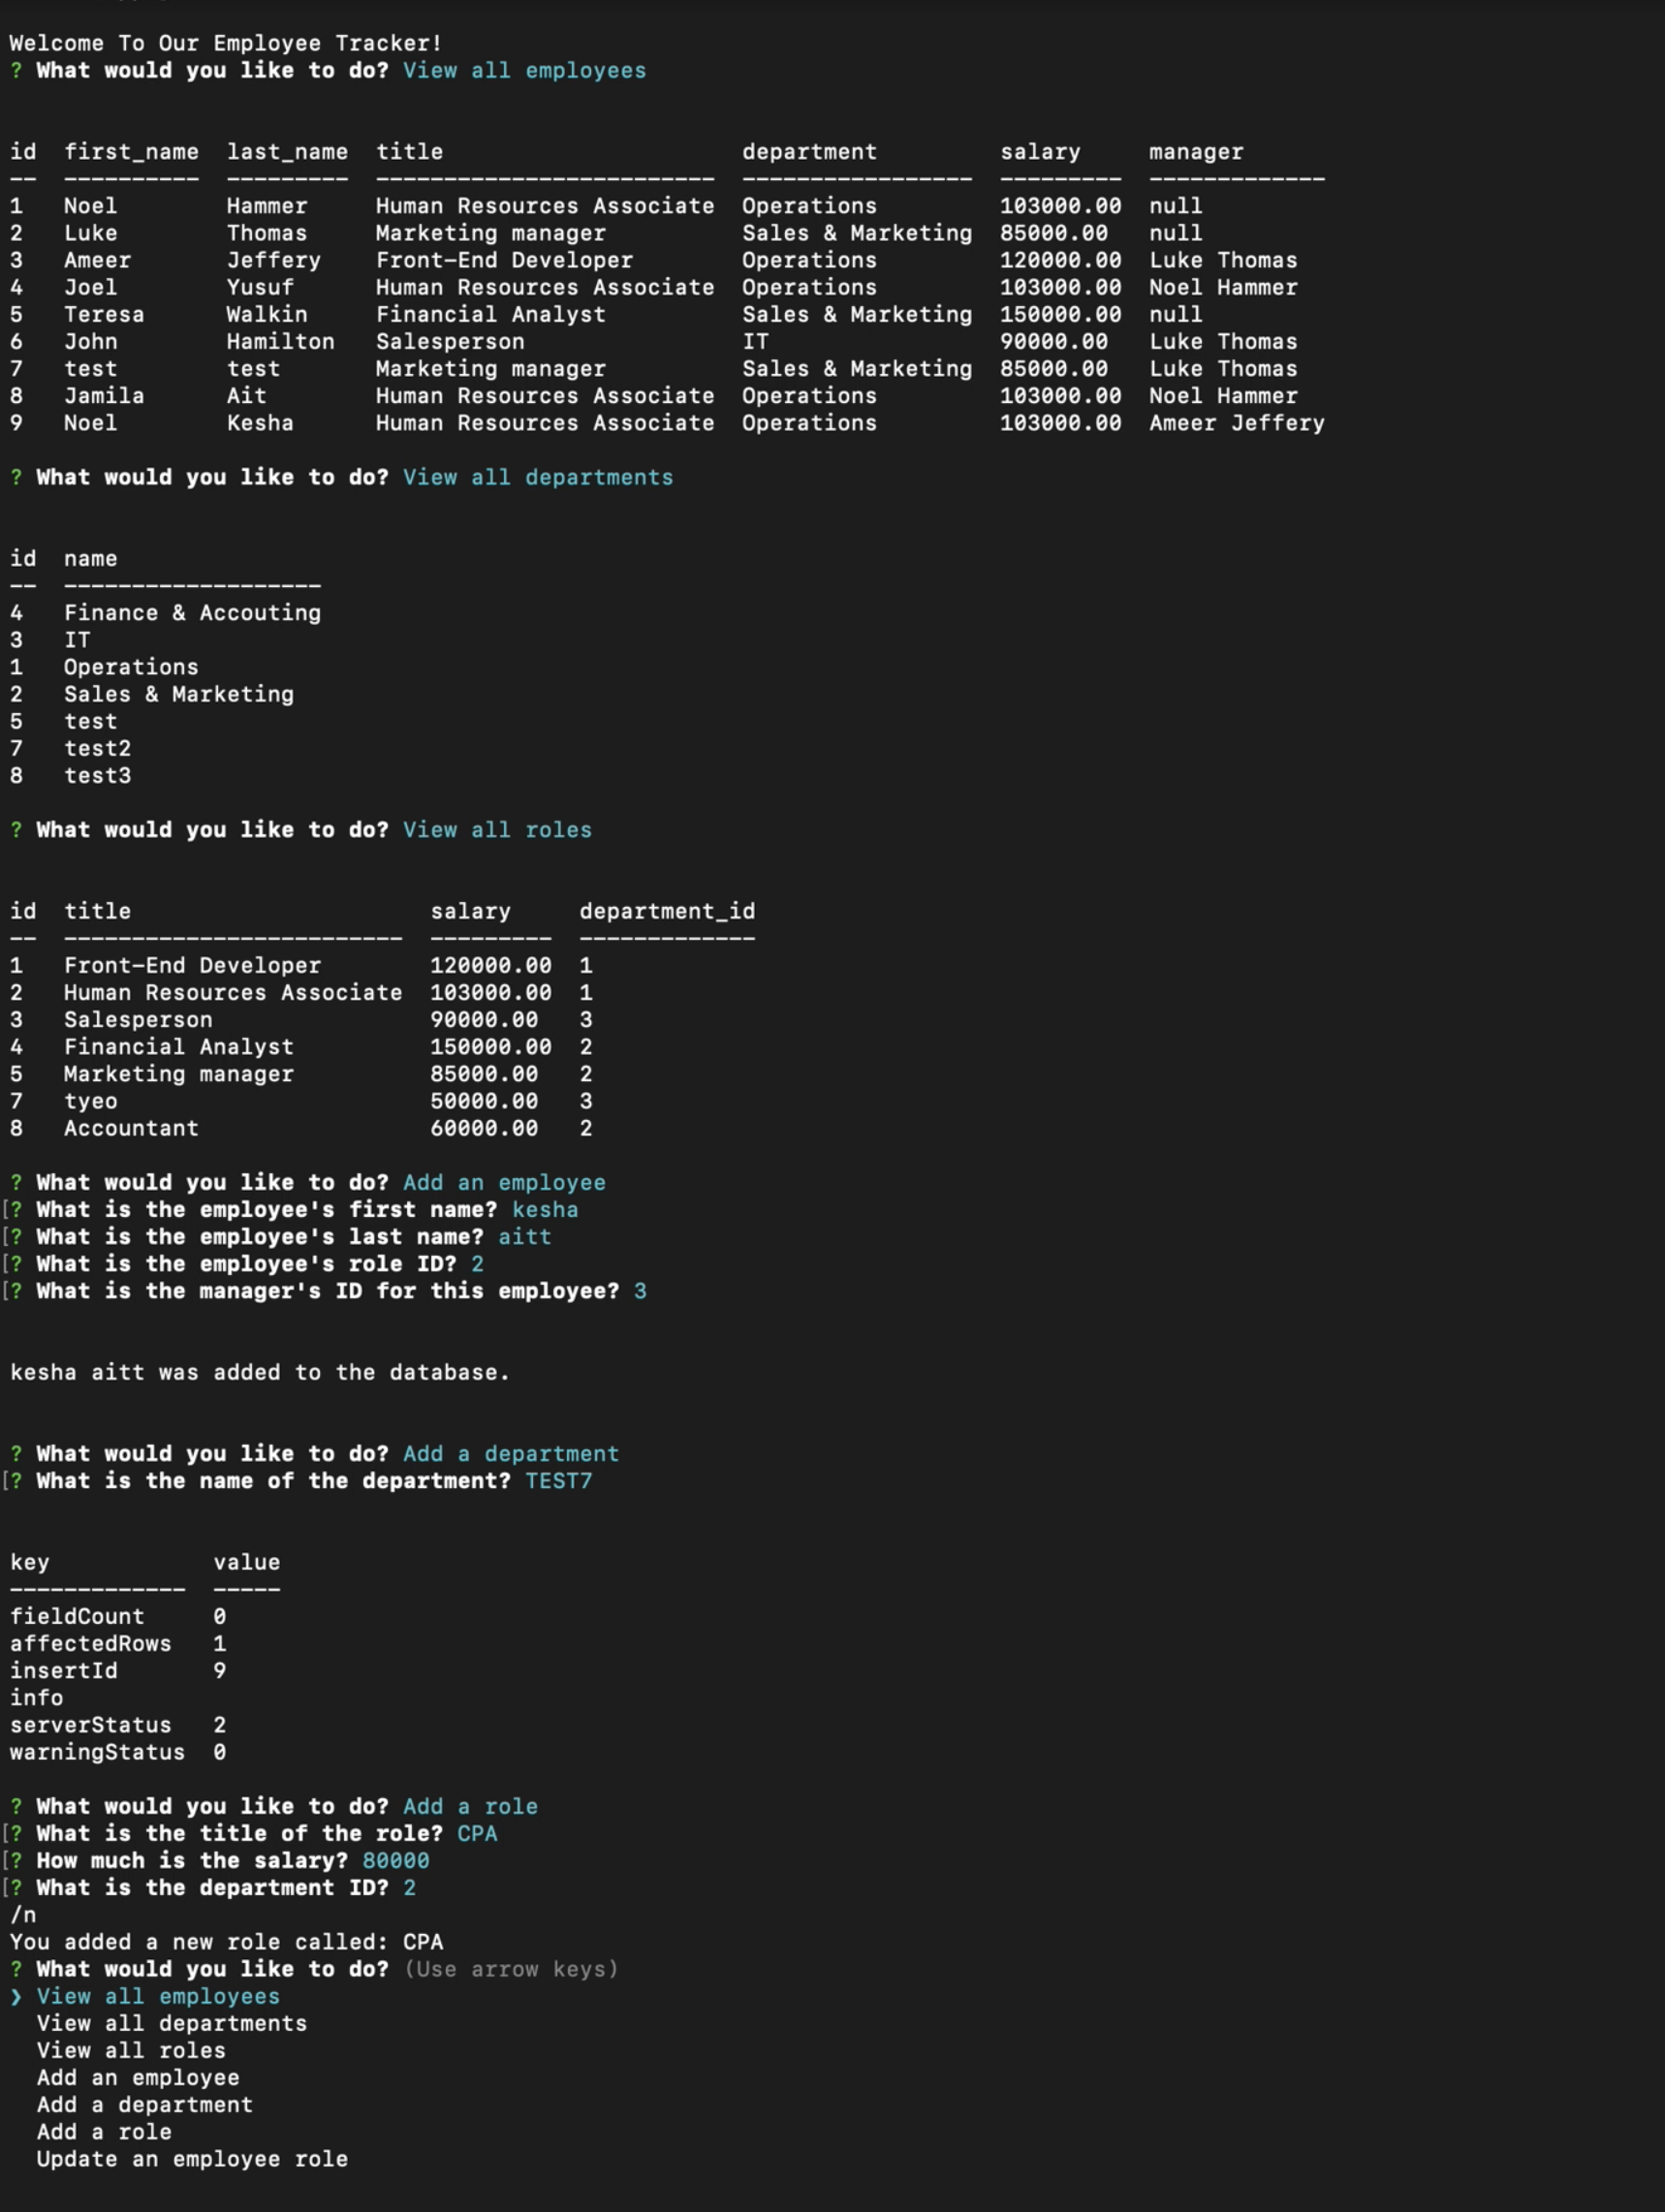 Welcome To Our Employee Tracker!
? What would you like to do? View all employees
id  first_name  last_name  title                      department         salary     manager
--  ----------  ---------  -------------------------  -----------------  ---------  -------------
1   Noel        Hammer     Human Resources Associate  Operations         103000.00  null
2   Luke        Thomas     Marketing manager          Sales & Marketing  85000.00   null
3   Ameer       Jeffery    Front-End Developer        Operations         120000.00  Luke Thomas
4   Joel        Yusuf      Human Resources Associate  Operations         103000.00  Noel Hammer
5   Teresa      Walkin     Financial Analyst          Sales & Marketing  150000.00  null
6   John        Hamilton   Salesperson                IT                 90000.00   Luke Thomas
7   test        test       Marketing manager          Sales & Marketing  85000.00   Luke Thomas
8   Jamila      Ait        Human Resources Associate  Operations         103000.00  Noel Hammer
9   Noel        Kesha      Human Resources Associate  Operations         103000.00  Ameer Jeffery
? What would you like to do? View all departments
id  name
--  -------------------
4   Finance & Accouting
3   IT
1   Operations
2   Sales & Marketing
5   test
7   test2
8   test3
? What would you like to do? View all roles
id  title                      salary     department_id
--  -------------------------  ---------  -------------
1   Front-End Developer        120000.00  1
2   Human Resources Associate  103000.00  1
3   Salesperson                90000.00   3
4   Financial Analyst          150000.00  2
5   Marketing manager          85000.00   2
7   tyeo                       50000.00   3
8   Accountant                 60000.00   2
? What would you like to do? Add an employee
[? What is the employee's first name? kesha
[? What is the employee's last name? aitt
[? What is the employee's role ID? 2
[? What is the manager's ID for this employee? 3
kesha aitt was added to the database.
? What would you like to do? Add a department
[? What is the name of the department? TEST7
key            value
-------------  -----
fieldCount     0
affectedRows   1
insertId       9
info
serverStatus   2
warningStatus  0
? What would you like to do? Add a role
[? What is the title of the role? CPA
[? How much is the salary? 80000
[? What is the department ID? 2
/n
You added a new role called: CPA
? What would you like to do? (Use arrow keys)
❯ View all employees
View all departments
View all roles
Add an employee
Add a department
Add a role
Update an employee role